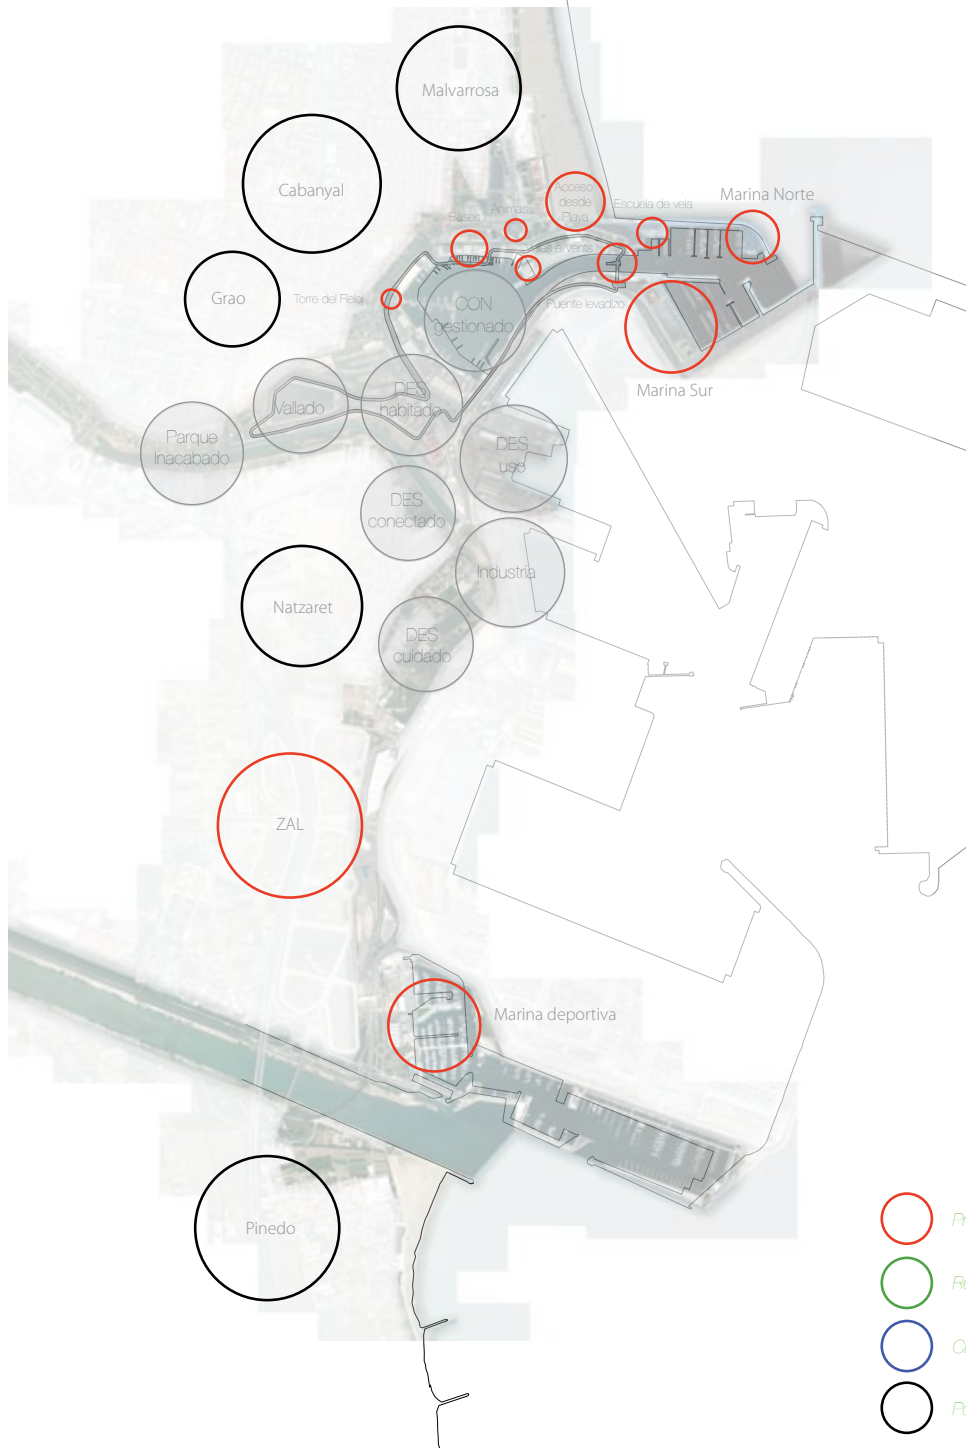 Malvarrosa
Cabanyal
Acceso
desde
Playa
Marina Norte
Escuela de vela
Bases
Ánimas
Grao
Torre del Reloj
CON
gestionado
Puente levadizo
Marina Sur
DES
habitado
Vallado
Parque
Inacabado
DES
uso
DES
conectado
Industria
Natzaret
DES
cuidado
ZAL
Marina deportiva
Pinedo